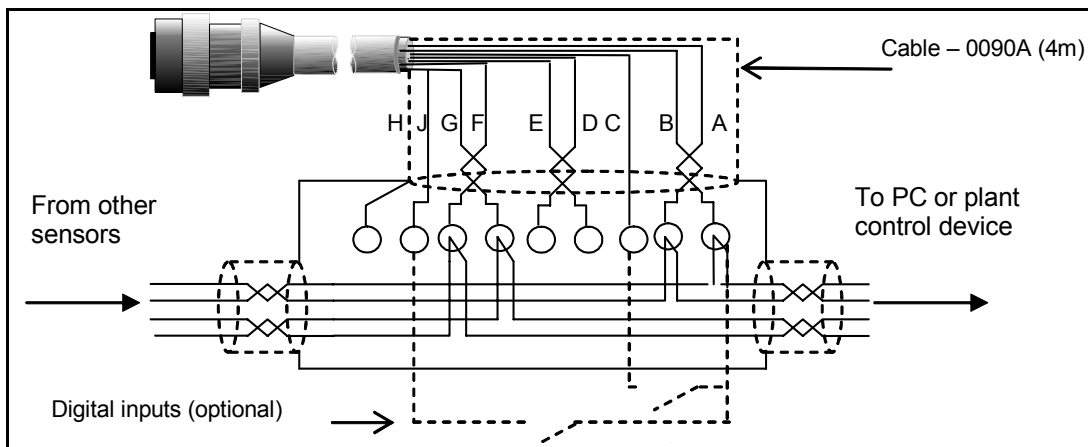 Cable – 0090A (4m)
H J G F E D C B A
From other
sensors
To PC or plant
control device
Digital inputs (optional)